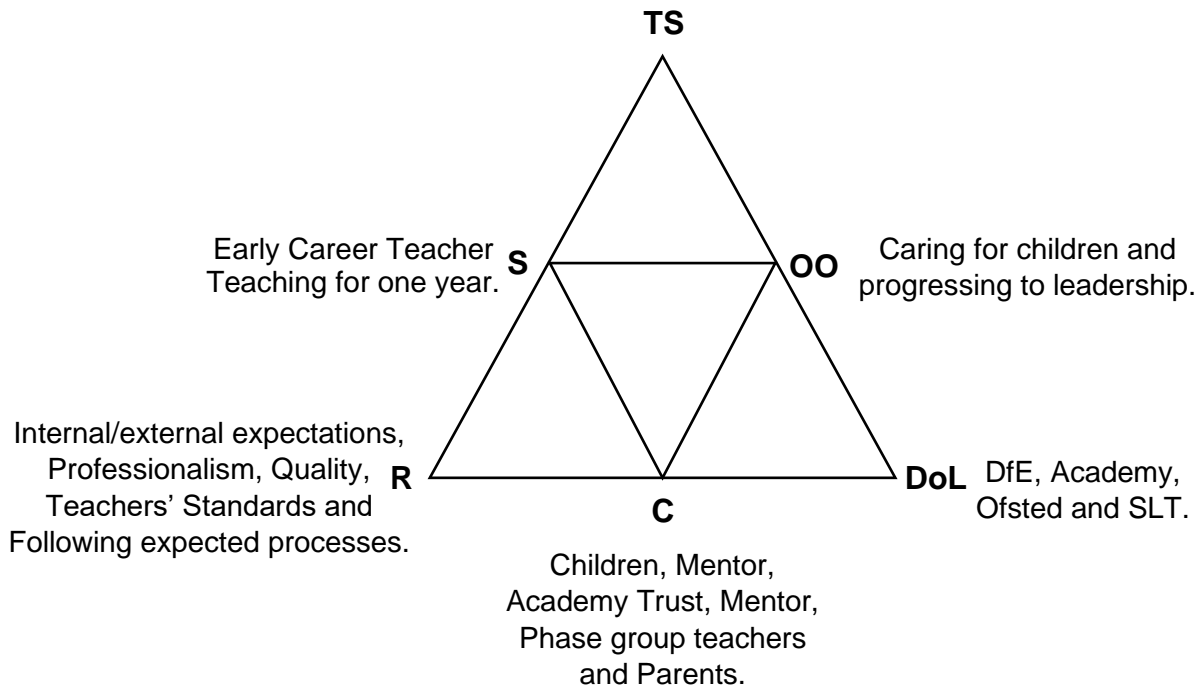 TS
Early Career Teacher
Teaching for one year.
S
OO
Caring for children and
progressing to leadership.
Internal/external expectations,
Professionalism, Quality,
Teachers’ Standards and
Following expected processes.
R
C
Children, Mentor,
Academy Trust, Mentor,
Phase group teachers
and Parents.
DoL
DfE, Academy,
Ofsted and SLT.